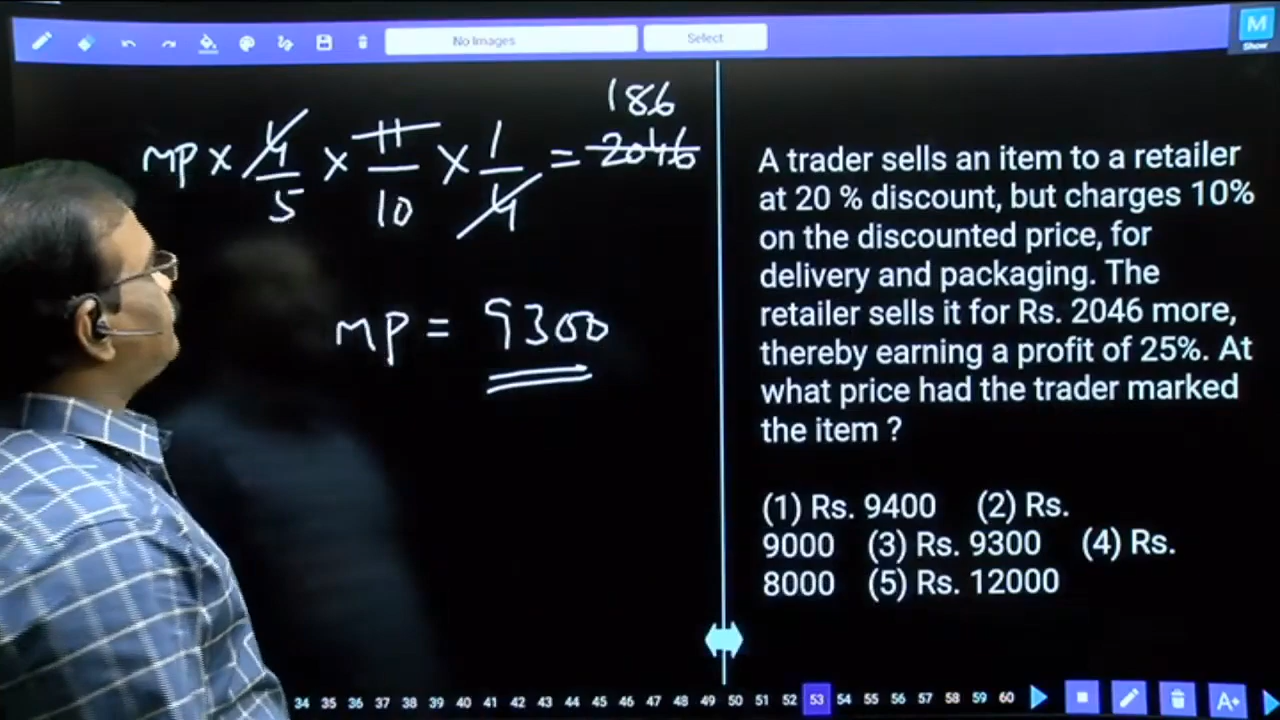 No Images
Select
M
Show
186
MP × 4/5 × 11/10 × 1/4 = 2046
MP = 9300
A trader sells an item to a retailer
at 20 % discount, but charges 10%
on the discounted price, for
delivery and packaging. The
retailer sells it for Rs. 2046 more,
thereby earning a profit of 25%. At
what price had the trader marked
the item ?
(1) Rs. 9400 (2) Rs.
9000 (3) Rs. 9300 (4) Rs.
8000 (5) Rs. 12000
34 35 36 37 38 39 40 41 42 43 44 45 46 47 48 49 50 51 52 53 54 55 56 57 58 59 60
A+